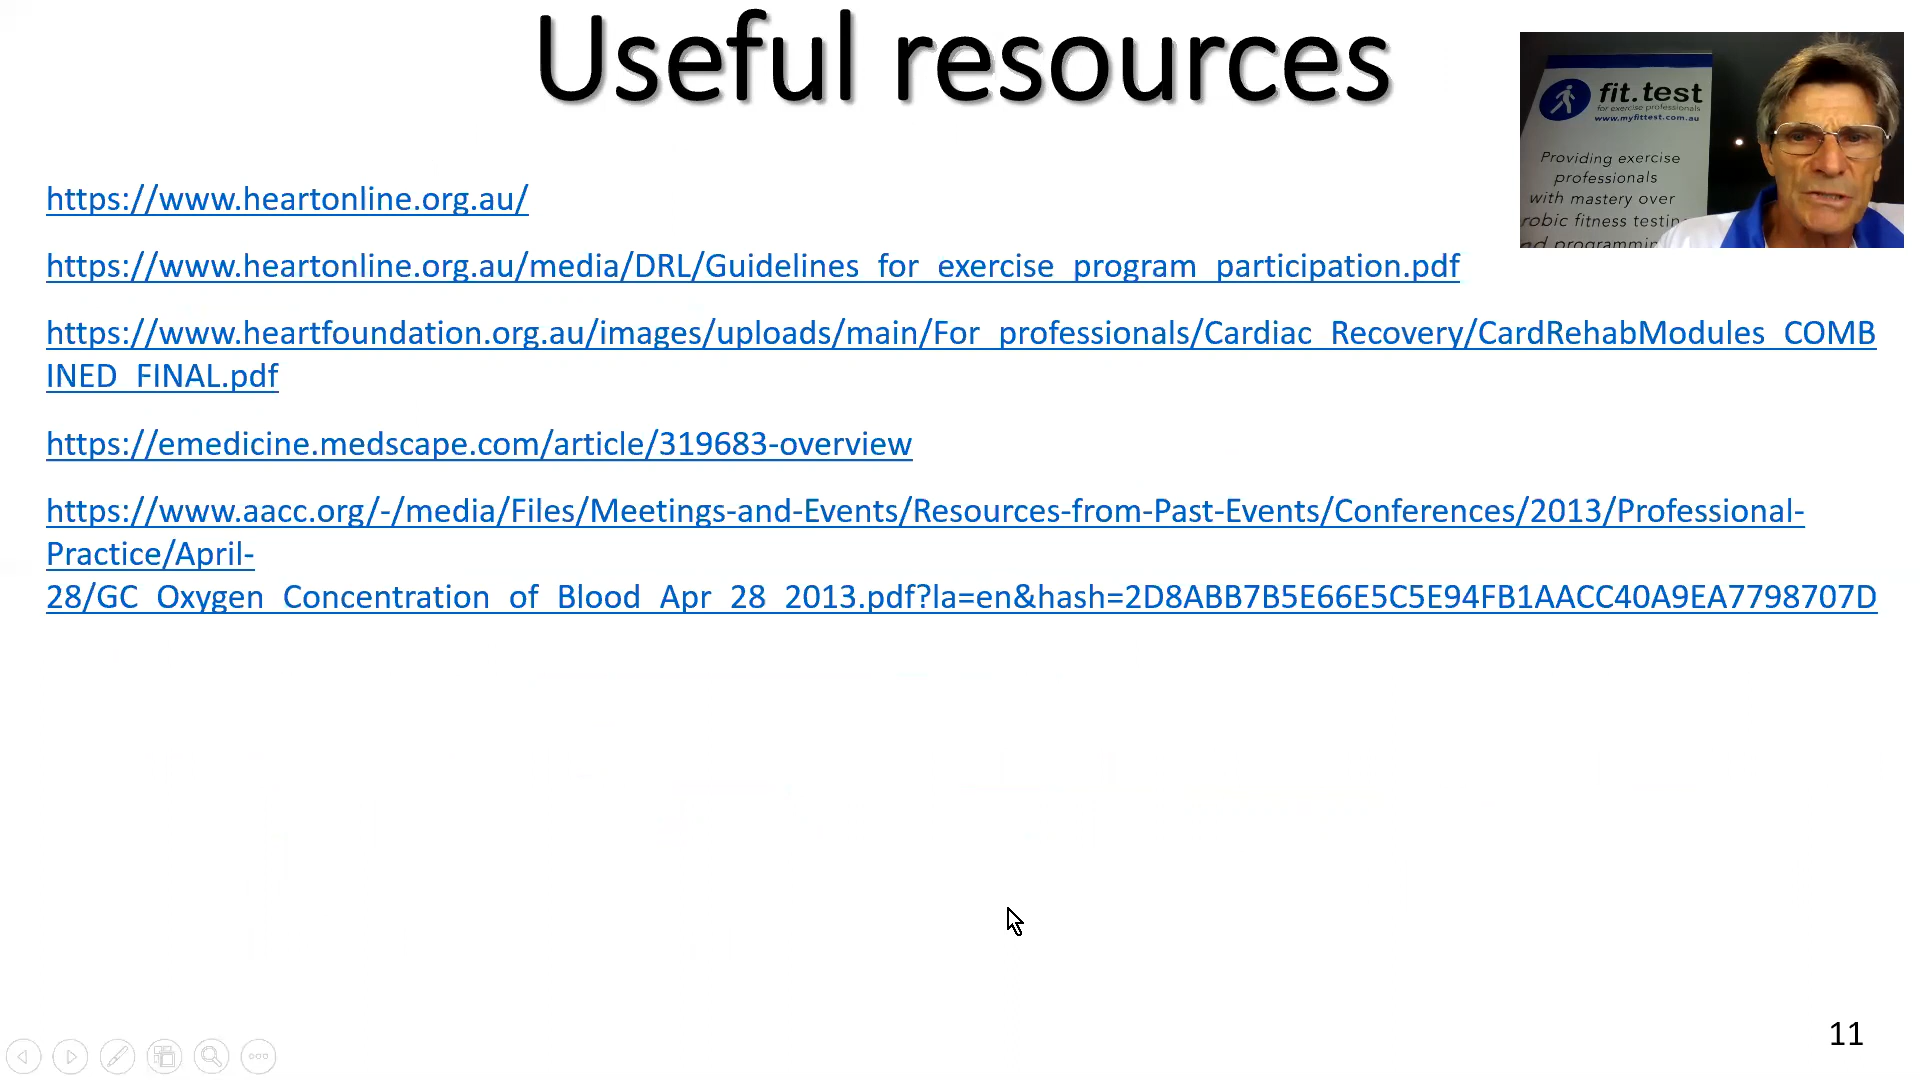 Useful resources
fit.test
for exercise professionals
www.myfittest.com.au
Providing exercise
professionals
with mastery over
fitness
https://www.heartonline.org.au/
https://www.heartonline.org.au/media/DRL/Guidelines_for_exercise_program_participation.pdf
https://www.heartfoundation.org.au/images/uploads/main/For_professionals/Cardiac_Recovery/CardRehabModules_COMB
INED_FINAL.pdf
https://emedicine.medscape.com/article/319683-overview
https://www.aacc.org/-/media/Files/Meetings-and-Events/Resources-from-Past-Events/Conferences/2013/Professional-
Practice/April-
28/GC_Oxygen_Concentration_of_Blood_Apr_28_2013.pdf?la=en&hash=2D8ABB7B5E66E5C5E94FB1AACC40A9EA7798707D
11